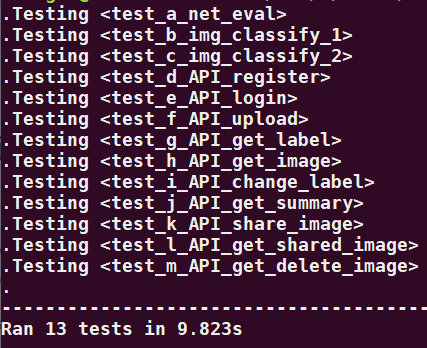 .Testing <test_a_net_eval>
.Testing <test_b_img_classify_1>
.Testing <test_c_img_classify_2>
.Testing <test_d_API_register>
.Testing <test_e_API_login>
.Testing <test_f_API_upload>
.Testing <test_g_API_get_label>
.Testing <test_h_API_get_image>
.Testing <test_i_API_change_label>
.Testing <test_j_API_get_summary>
.Testing <test_k_API_share_image>
.Testing <test_l_API_get_shared_image>
.Testing <test_m_API_get_delete_image>
.
---------------------------------------
Ran 13 tests in 9.823s